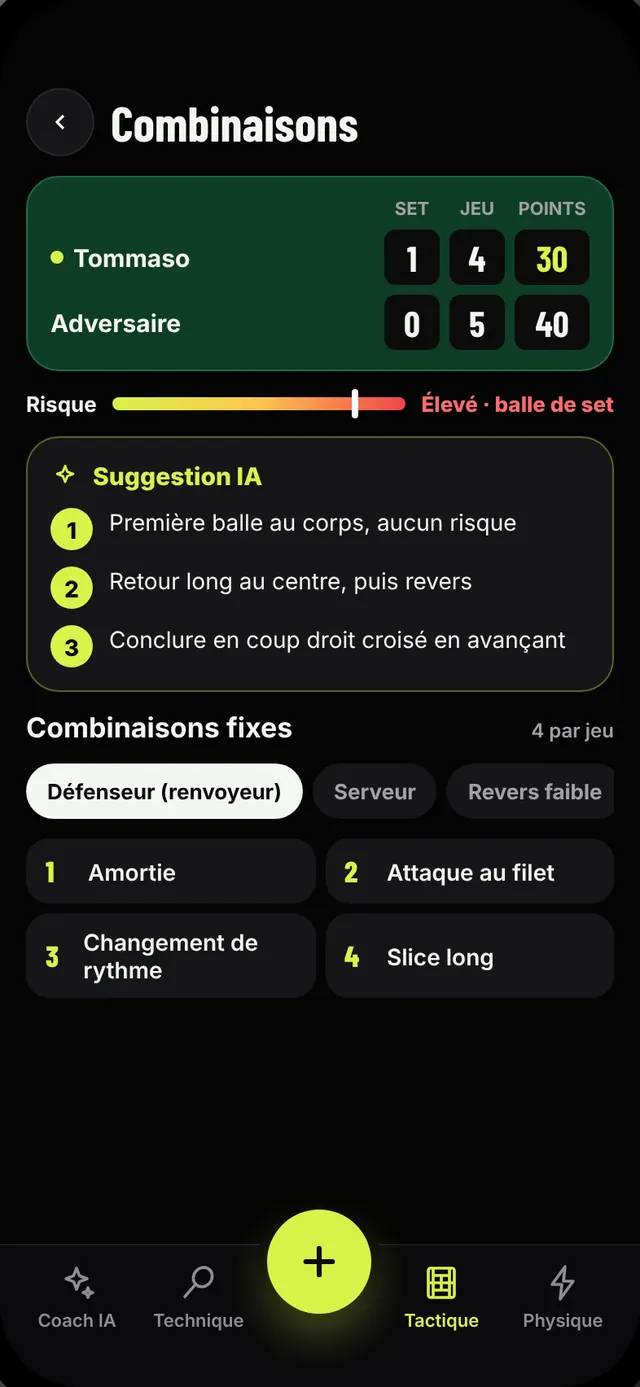 Combinaisons
SET JEU POINTS
Tommaso 1 4 30
Adversaire 0 5 40
Risque Élevé · balle de set
Suggestion IA
1 Première balle au corps, aucun risque
2 Retour long au centre, puis revers
3 Conclure en coup droit croisé en avançant
Combinaisons fixes 4 par jeu
Défenseur (renvoyeur) Serveur Revers faible
1 Amortie 2 Attaque au filet
3 Changement de
rythme
4 Slice long
Coach IA Technique Tactique Physique